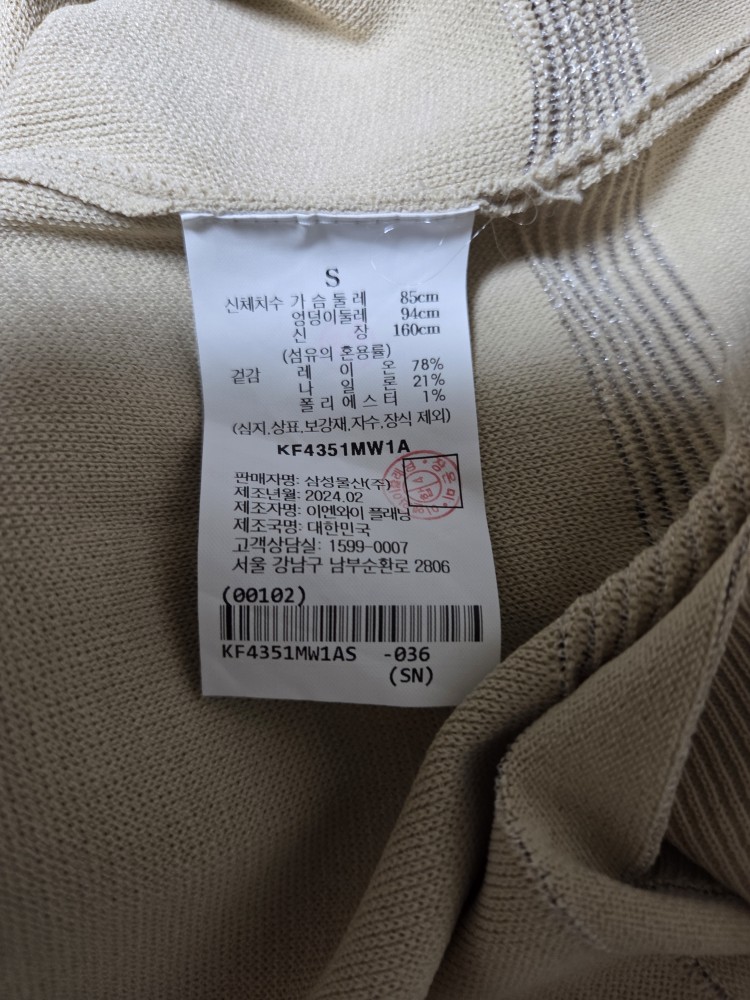 S
신체치수 가슴둘레 85cm
엉덩이둘레 94cm
신 장 160cm
(섬유의 혼용률)
겉감 레 이 온 78%
나 일 론 21%
폴리에스터 1%
(심지,상표,보강재,자수,장식 제외)
KF4351MW1A
판매자명: 삼성물산(주)
제조년월: 2024.02
제조자명: 이엔와이 플래닝
제조국명: 대한민국
고객상담실: 1599-0007
서울 강남구 남부순환로 2806
(00102)
KF4351MW1AS -036
(SN)